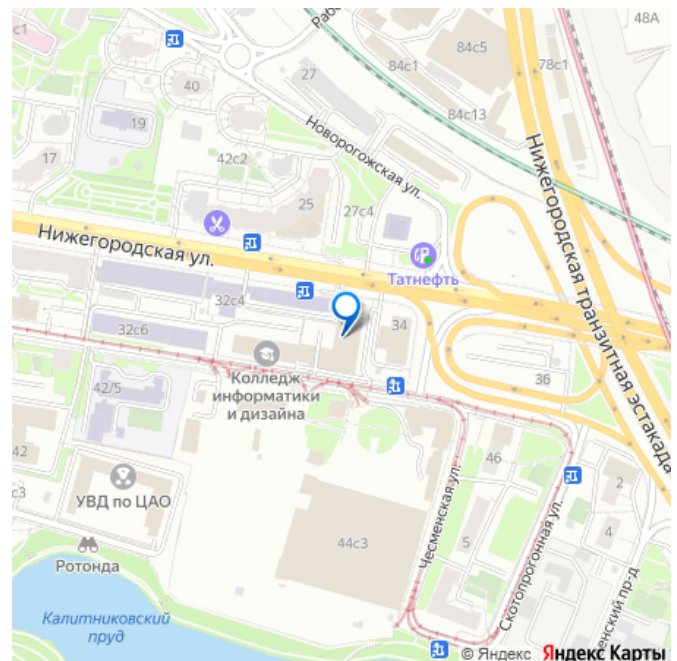 48А
84с5
78с1
84с1
27
40
84с13
19
Новорогожская ул.
42с2
17
25
27с4
Нижегородская ул.
Нижегородская транзитная эстакада
Татнефть
32с4
32с6
34
36
Колледж
информатики
и дизайна
42/5
42
46
УВД по ЦАО
с3
2
Чесменская ул.
Скотопрогонная ул.
44с3
5
4
Ротонда
Калитниковский
пруд
© Яндекс Яндекс Карты